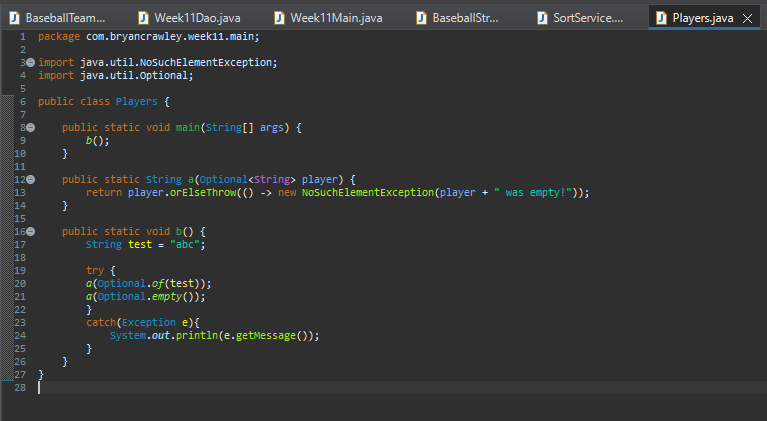 BaseballTeam... Week11Dao.java Week11Main.java BaseballStr... SortService.... Players.java
1 package com.bryancrawley.week11.main;
2
3 import java.util.NoSuchElementException;
4 import java.util.Optional;
5
6 public class Players {
7
8 public static void main(String[] args) {
9 b();
10 }
11
12 public static String a(Optional<String> player) {
13 return player.orElseThrow(() -> new NoSuchElementException(player + " was empty!"));
14 }
15
16 public static void b() {
17 String test = "abc";
18
19 try {
20 a(Optional.of(test));
21 a(Optional.empty());
22 }
23 catch(Exception e){
24 System.out.println(e.getMessage());
25 }
26 }
27 }
28